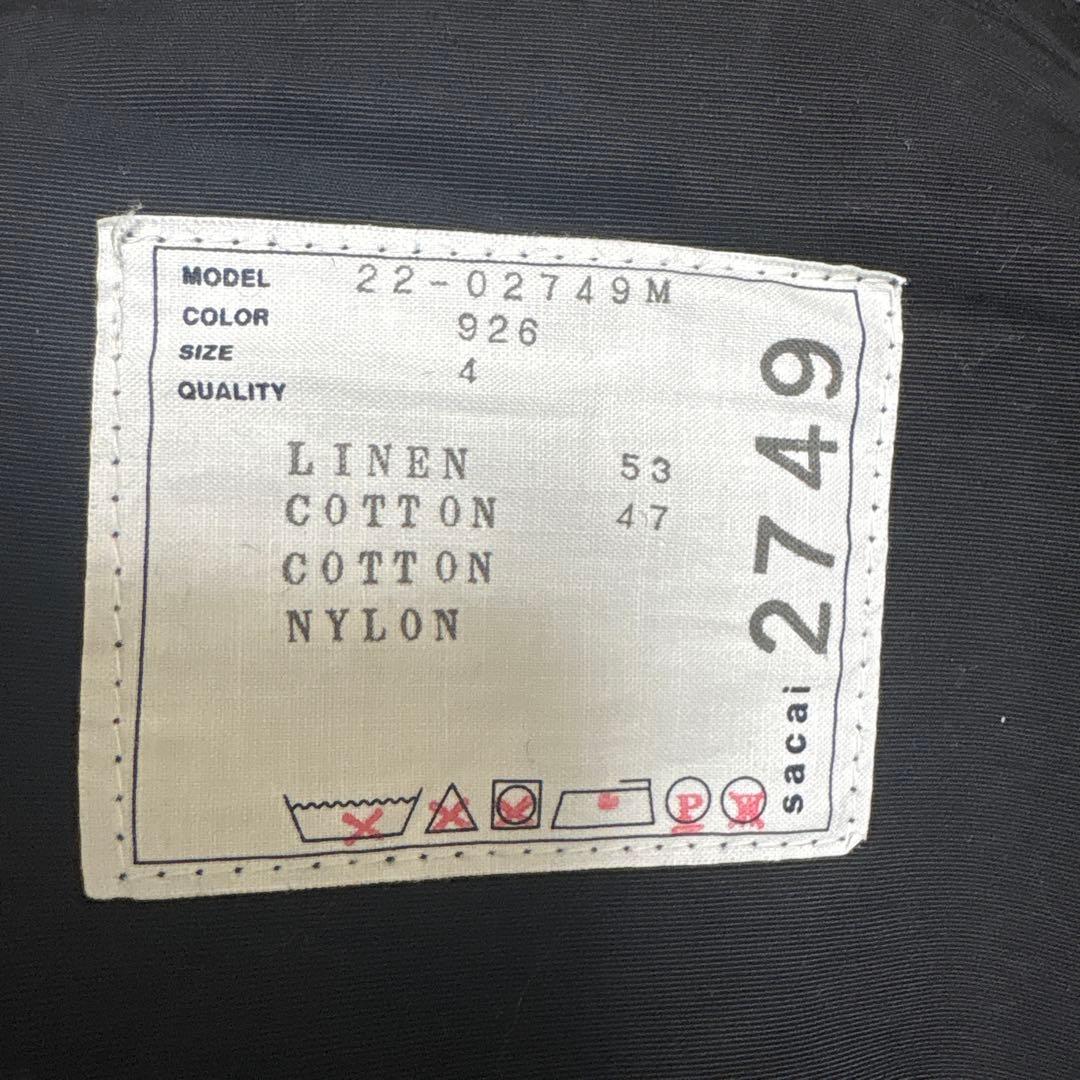 MODEL 22-02749M
COLOR 926
SIZE 4
QUALITY
LINEN 53
COTTON 47
COTTON
NYLON
P W
sacai 2749